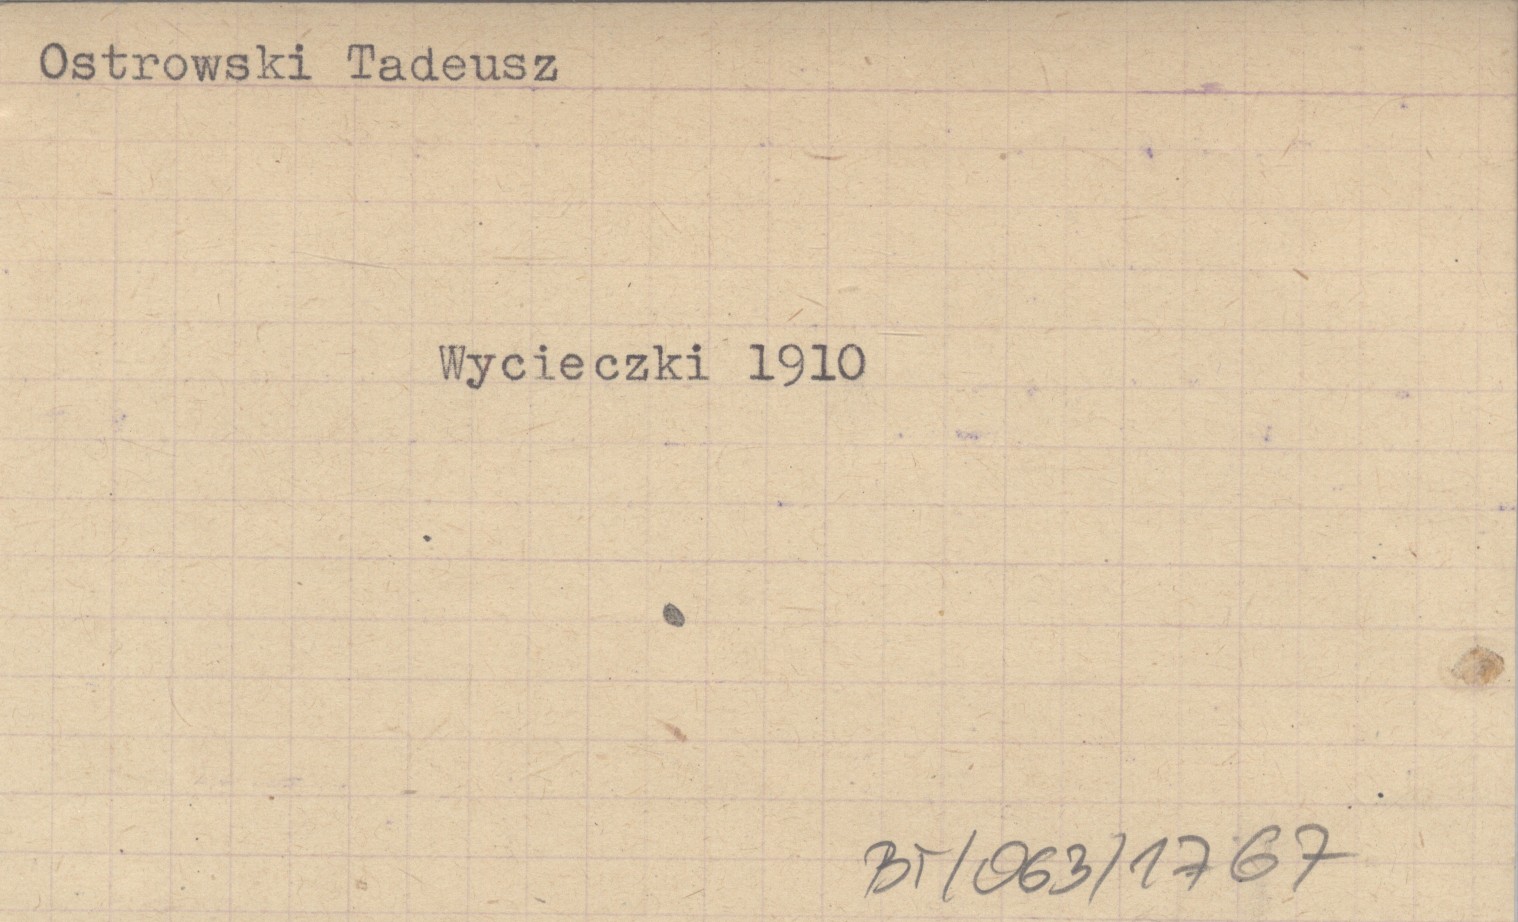 Ostrowski Tadeusz
Wycieczki 1910
BT/063/1767